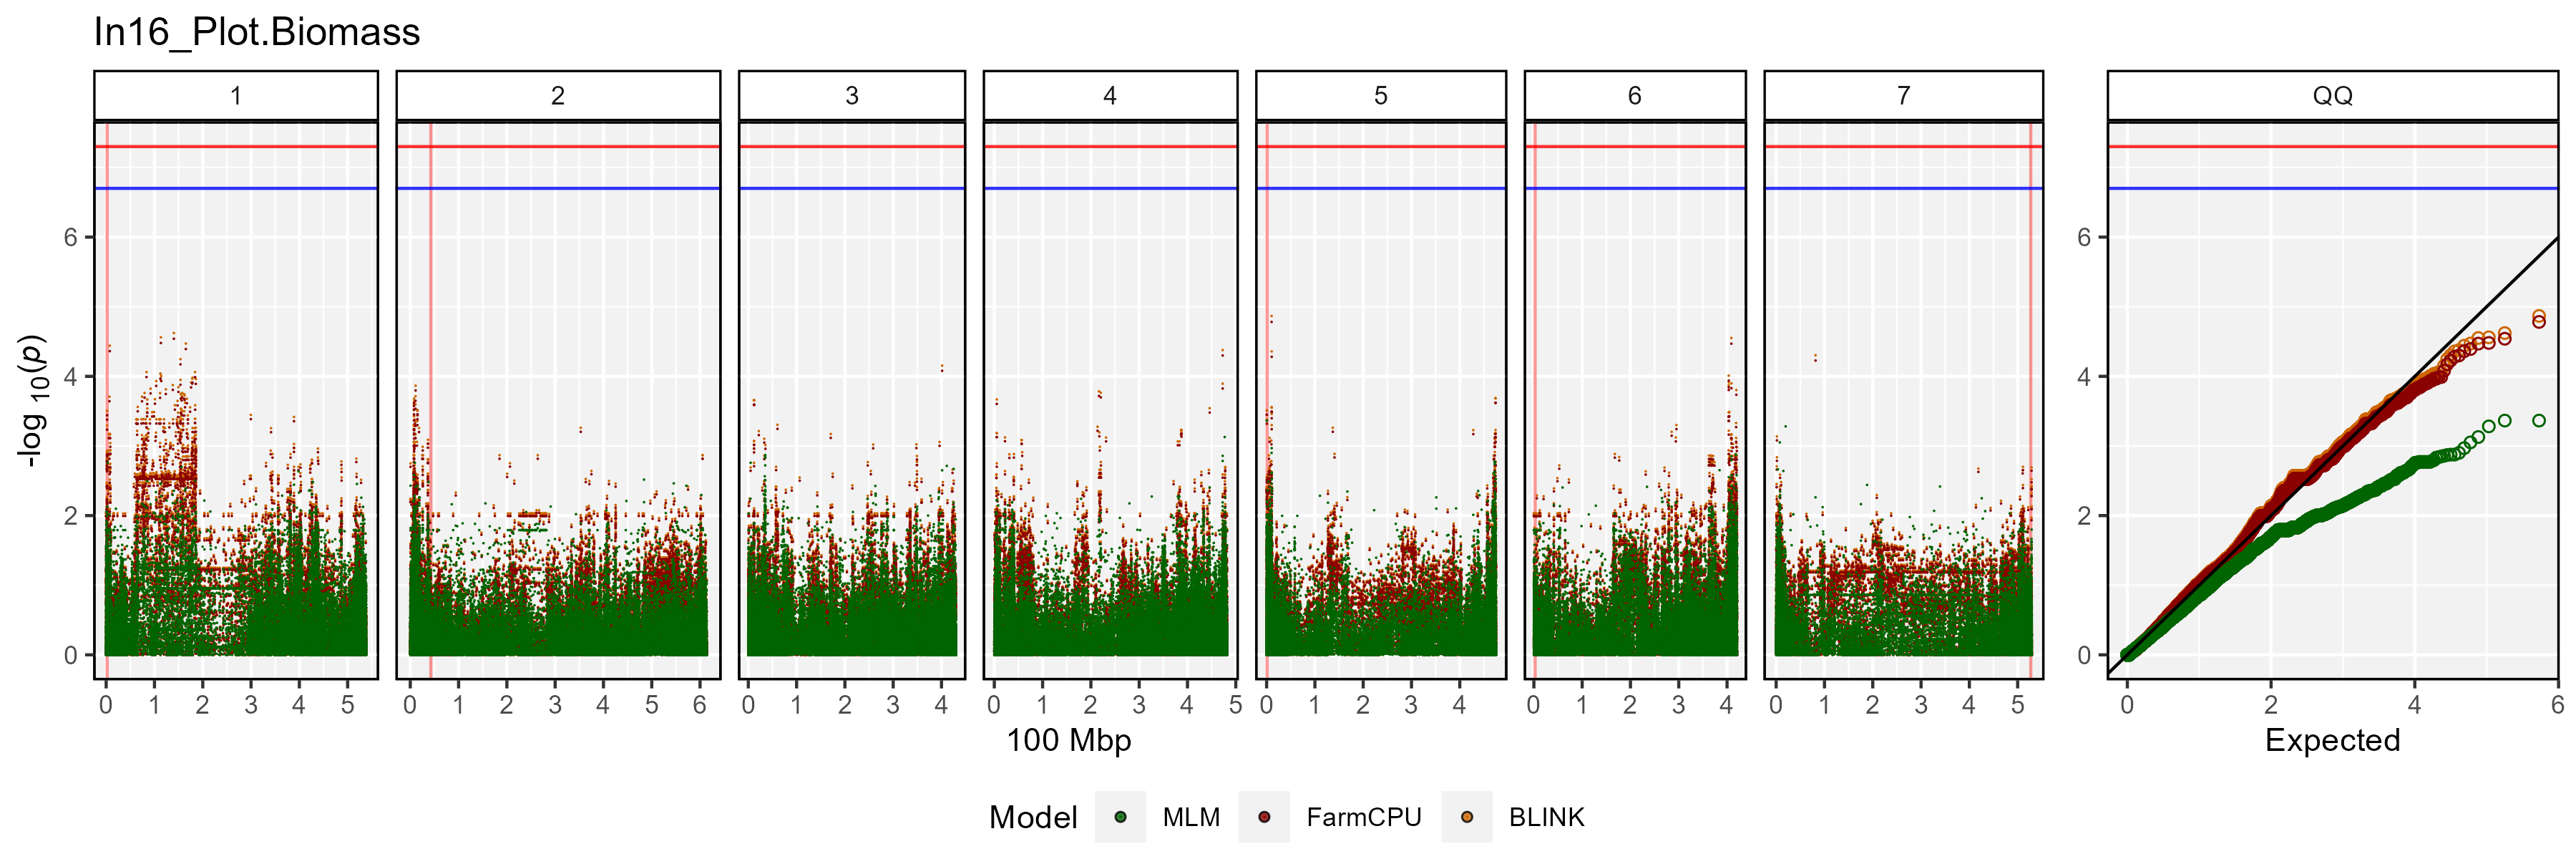 In16_Plot.Biomass
1 2 3 4 5 6 7 QQ
-log 10(p)
6
4
2
0
6
4
2
0
0 1 2 3 4 5
0 1 2 3 4 5 6
0 1 2 3 4
0 1 2 3 4 5
0 1 2 3 4
0 1 2 3 4
0 1 2 3 4 5
0 2 4 6
100 Mbp
Expected
Model MLM FarmCPU BLINK